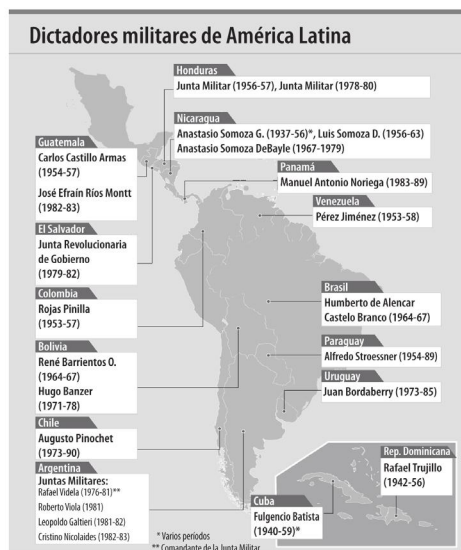 Dictadores militares de América Latina
Honduras
Junta Militar (1956-57), Junta Militar (1978-80)
Nicaragua
Anastasio Somoza G. (1937-56)*, Luis Somoza D. (1956-63)
Anastasio Somoza DeBayle (1967-1979)
Guatemala
Carlos Castillo Armas
(1954-57)
José Efraín Ríos Montt
(1982-83)
Panamá
Manuel Antonio Noriega (1983-89)
Venezuela
Pérez Jiménez (1953-58)
El Salvador
Junta Revolucionaria
de Gobierno
(1979-82)
Colombia
Rojas Pinilla
(1953-57)
Brasil
Humberto de Alencar
Castelo Branco (1964-67)
Bolivia
René Barrientos O.
(1964-67)
Hugo Banzer
(1971-78)
Paraguay
Alfredo Stroessner (1954-89)
Uruguay
Juan Bordaberry (1973-85)
Chile
Augusto Pinochet
(1973-90)
Argentina
Juntas Militares:
Rafael Videla (1976-81)**
Roberto Viola (1981)
Leopoldo Galtieri (1981-82)
Cristino Nicolaides (1982-83)
Rep. Dominicana
Rafael Trujillo
(1942-56)
Cuba
Fulgencio Batista
(1940-59)*
* Varios períodos
** Comandante de la Junta Militar